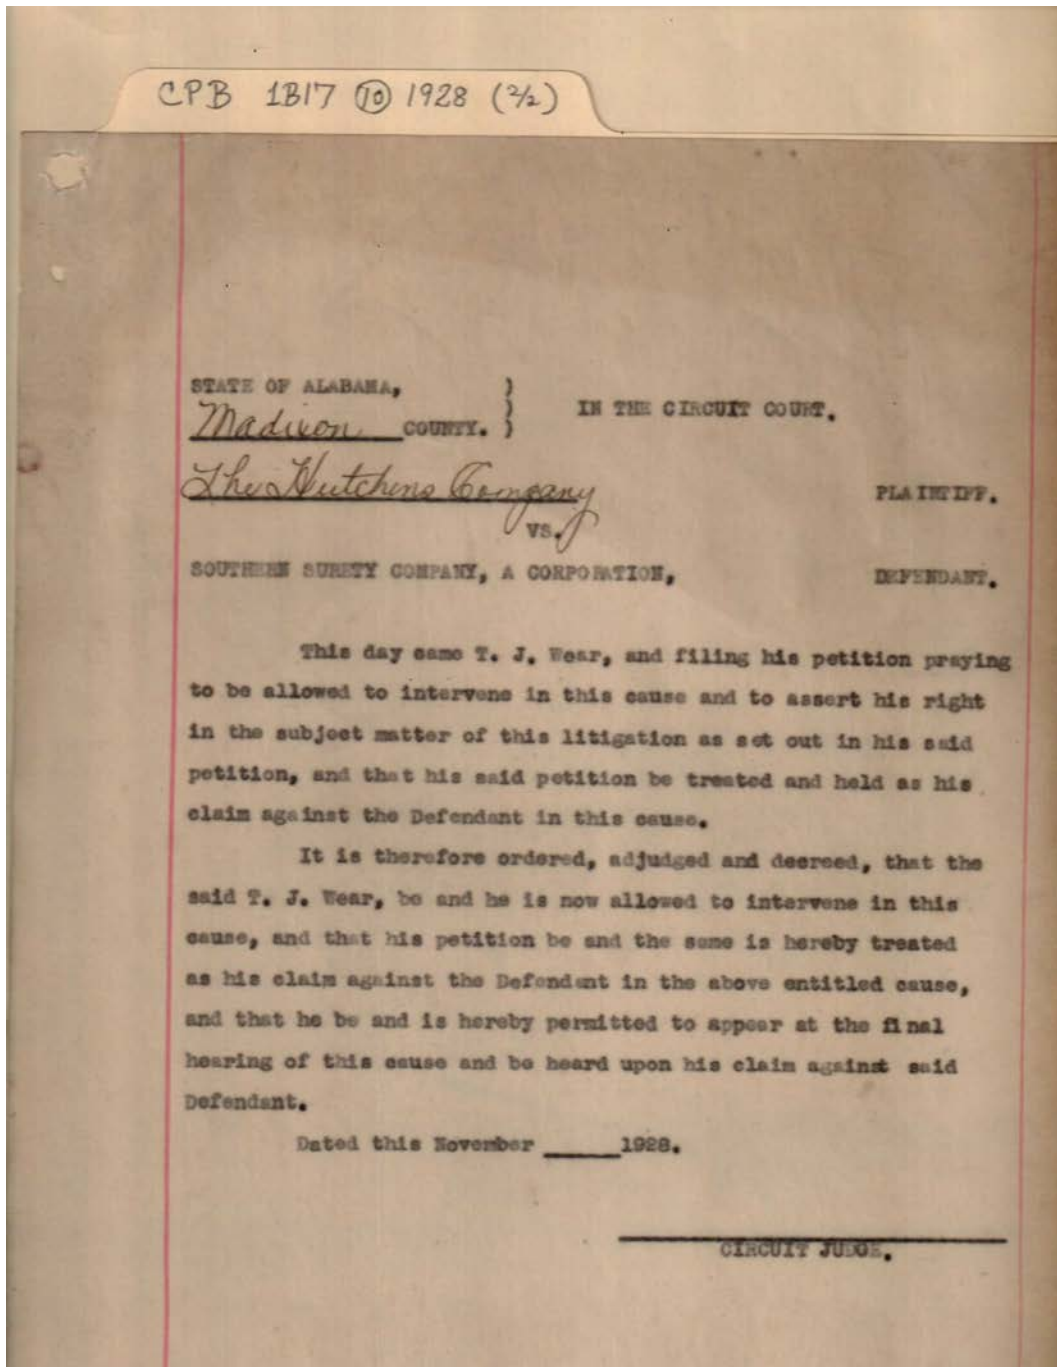 CPB 1B17 10 1928 (2/2)
STATE OF ALABAMA, )
) IN THE CIRCUIT COURT.
Madison COUNTY. )
The Hutchens Company PLAINTIFF.
VS.
SOUTHERN SURETY COMPANY, A CORPORATION, DEFENDANT.
This day came T. J. Wear, and filing his petition praying
to be allowed to intervene in this cause and to assert his right
in the subject matter of this litigation as set out in his said
petition, and that his said petition be treated and held as his
claim against the Defendant in this cause.
It is therefore ordered, adjudged and decreed, that the
said T. J. Wear, be and he is now allowed to intervene in this
cause, and that his petition be and the same is hereby treated
as his claim against the Defendant in the above entitled cause,
and that he be and is hereby permitted to appear at the final
hearing of this cause and be heard upon his claim against said
Defendant.
Dated this November _____1928.
CIRCUIT JUDGE.